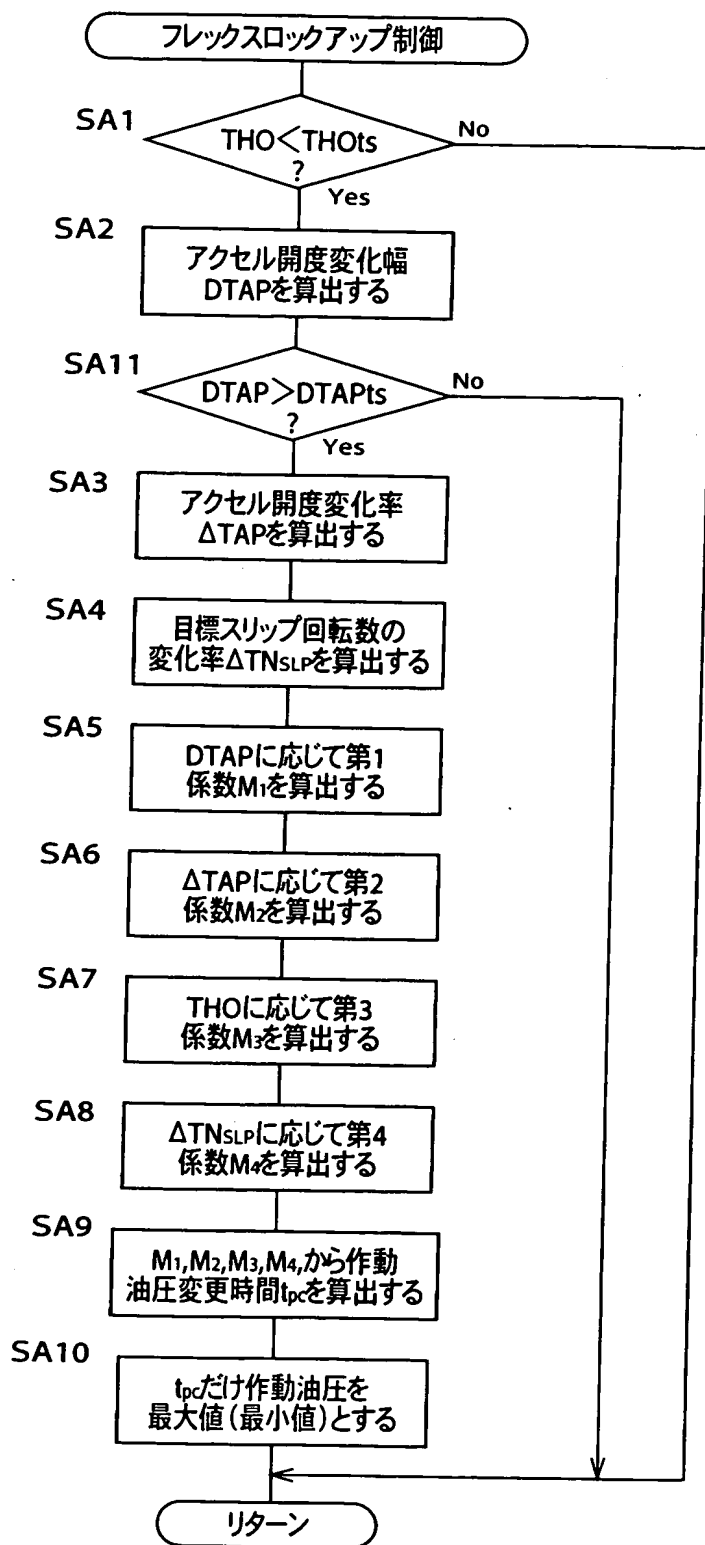 フレックスロックアップ制御
SA1
THO<THOts
?
No
Yes
SA2
アクセル開度変化幅
DTAPを算出する
SA11
DTAP>DTAPts
?
No
Yes
SA3
アクセル開度変化率
ΔTAPを算出する
SA4
目標スリップ回転数の
変化率ΔTNSLPを算出する
SA5
DTAPに応じて第1
係数M1を算出する
SA6
ΔTAPに応じて第2
係数M2を算出する
SA7
THOに応じて第3
係数M3を算出する
SA8
ΔTNSLPに応じて第4
係数M4を算出する
SA9
M1,M2,M3,M4,から作動
油圧変更時間tpcを算出する
SA10
tpcだけ作動油圧を
最大値(最小値)とする
リターン